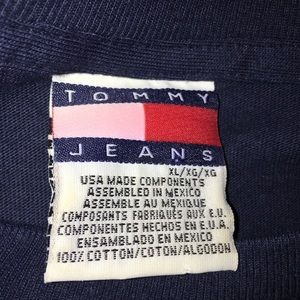 TOMMY
JEANS
XL/XG/XG
USA MADE COMPONENTS
ASSEMBLED IN MEXICO
ASSEMBLE AU MEXIQUE
COMPOSANTS FABRIQUÉS AUX E.U.
COMPONENTES HECHOS EN E.U.A.
ENSAMBLADO EN MEXICO
100% COTTON/COTON/ALGODON